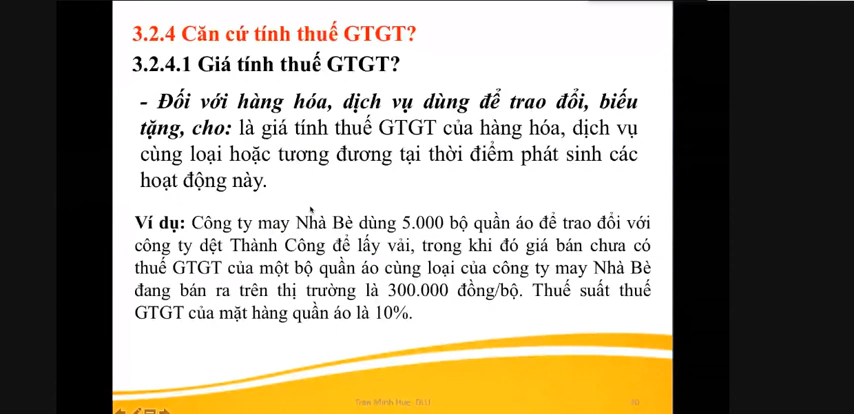 3.2.4 Căn cứ tính thuế GTGT?
3.2.4.1 Giá tính thuế GTGT?
- Đối với hàng hóa, dịch vụ dùng để trao đổi, biếu
tặng, cho: là giá tính thuế GTGT của hàng hóa, dịch vụ
cùng loại hoặc tương đương tại thời điểm phát sinh các
hoạt động này.
Ví dụ: Công ty may Nhà Bè dùng 5.000 bộ quần áo để trao đổi với
công ty dệt Thành Công để lấy vải, trong khi đó giá bán chưa có
thuế GTGT của một bộ quần áo cùng loại của công ty may Nhà Bè
đang bán ra trên thị trường là 300.000 đồng/bộ. Thuế suất thuế
GTGT của mặt hàng quần áo là 10%.